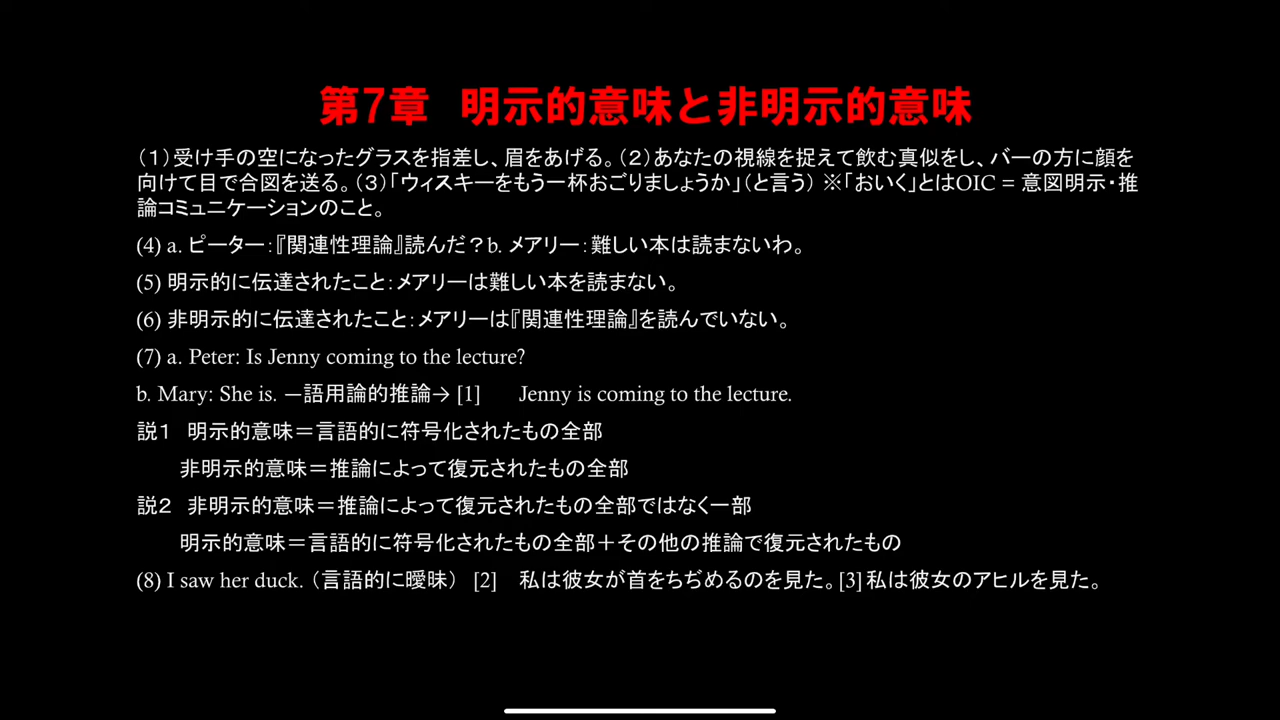 第7章　明示的意味と非明示的意味
（１）受け手の空になったグラスを指差し、眉をあげる。（２）あなたの視線を捉えて飲む真似をし、バーの方に顔を
向けて目で合図を送る。（３）「ウィスキーをもう一杯おごりましょうか」（と言う） ※「おいく」とはOIC = 意図明示・推
論コミュニケーションのこと。
(4) a. ピーター：『関連性理論』読んだ？b. メアリー：難しい本は読まないわ。
(5) 明示的に伝達されたこと：メアリーは難しい本を読まない。
(6) 非明示的に伝達されたこと：メアリーは『関連性理論』を読んでいない。
(7) a. Peter: Is Jenny coming to the lecture?
b. Mary: She is. —語用論的推論→ [1]　Jenny is coming to the lecture.
説１　明示的意味＝言語的に符号化されたもの全部
非明示的意味＝推論によって復元されたもの全部
説２　非明示的意味＝推論によって復元されたもの全部ではなく一部
明示的意味＝言語的に符号化されたもの全部＋その他の推論で復元されたもの
(8) I saw her duck. （言語的に曖昧） [2]　私は彼女が首をちぢめるのを見た。[3] 私は彼女のアヒルを見た。